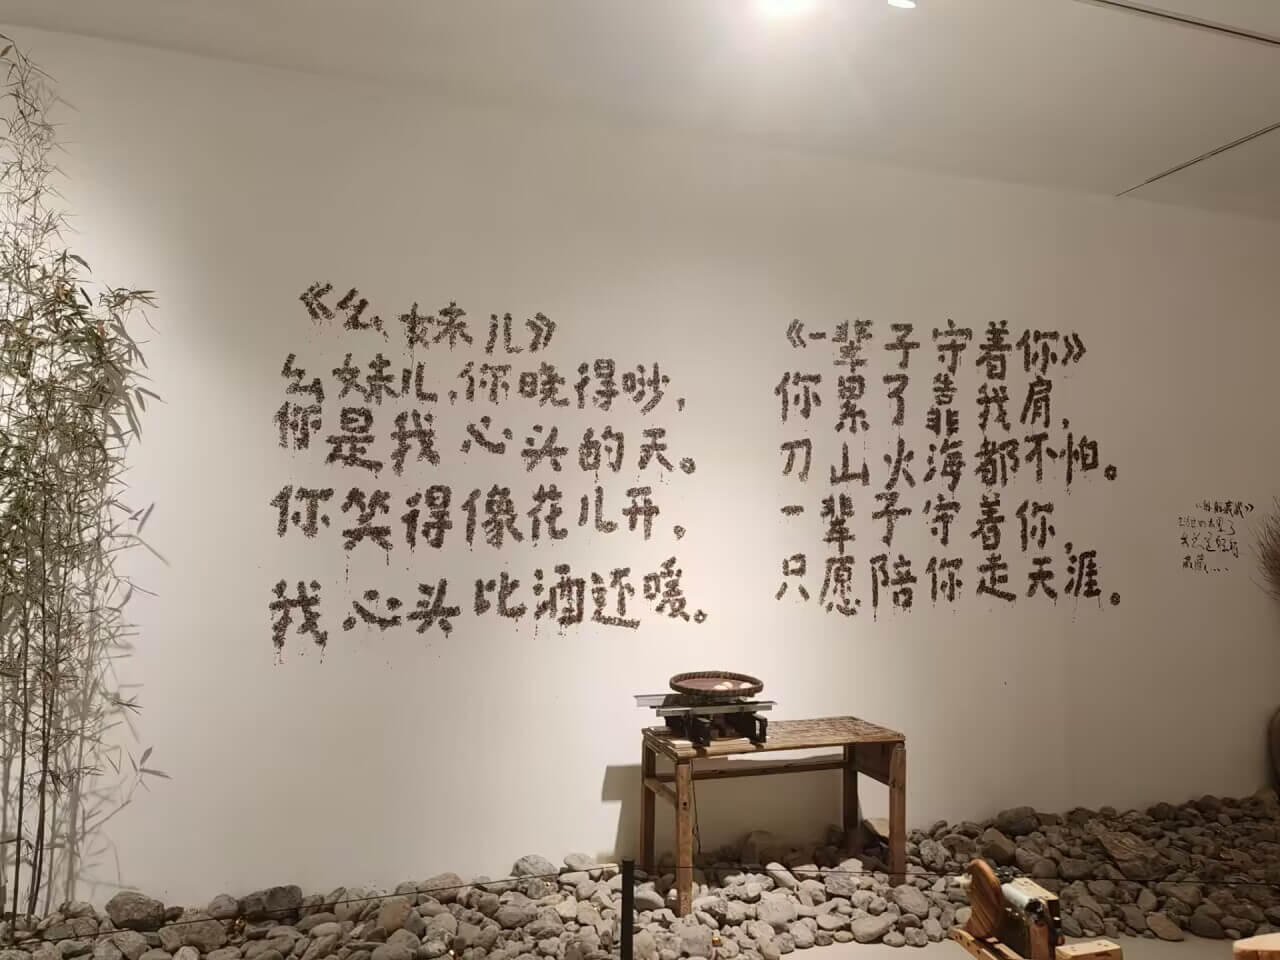 《幺妹儿》
幺妹儿,你晓得吵,
你是我心头的天。
你笑得像花儿开,
我心头比酒还暖。
《一辈子守着你》
你累了靠我肩,
刀山火海都不怕。
一辈子守着你,
只愿陪你走天涯。